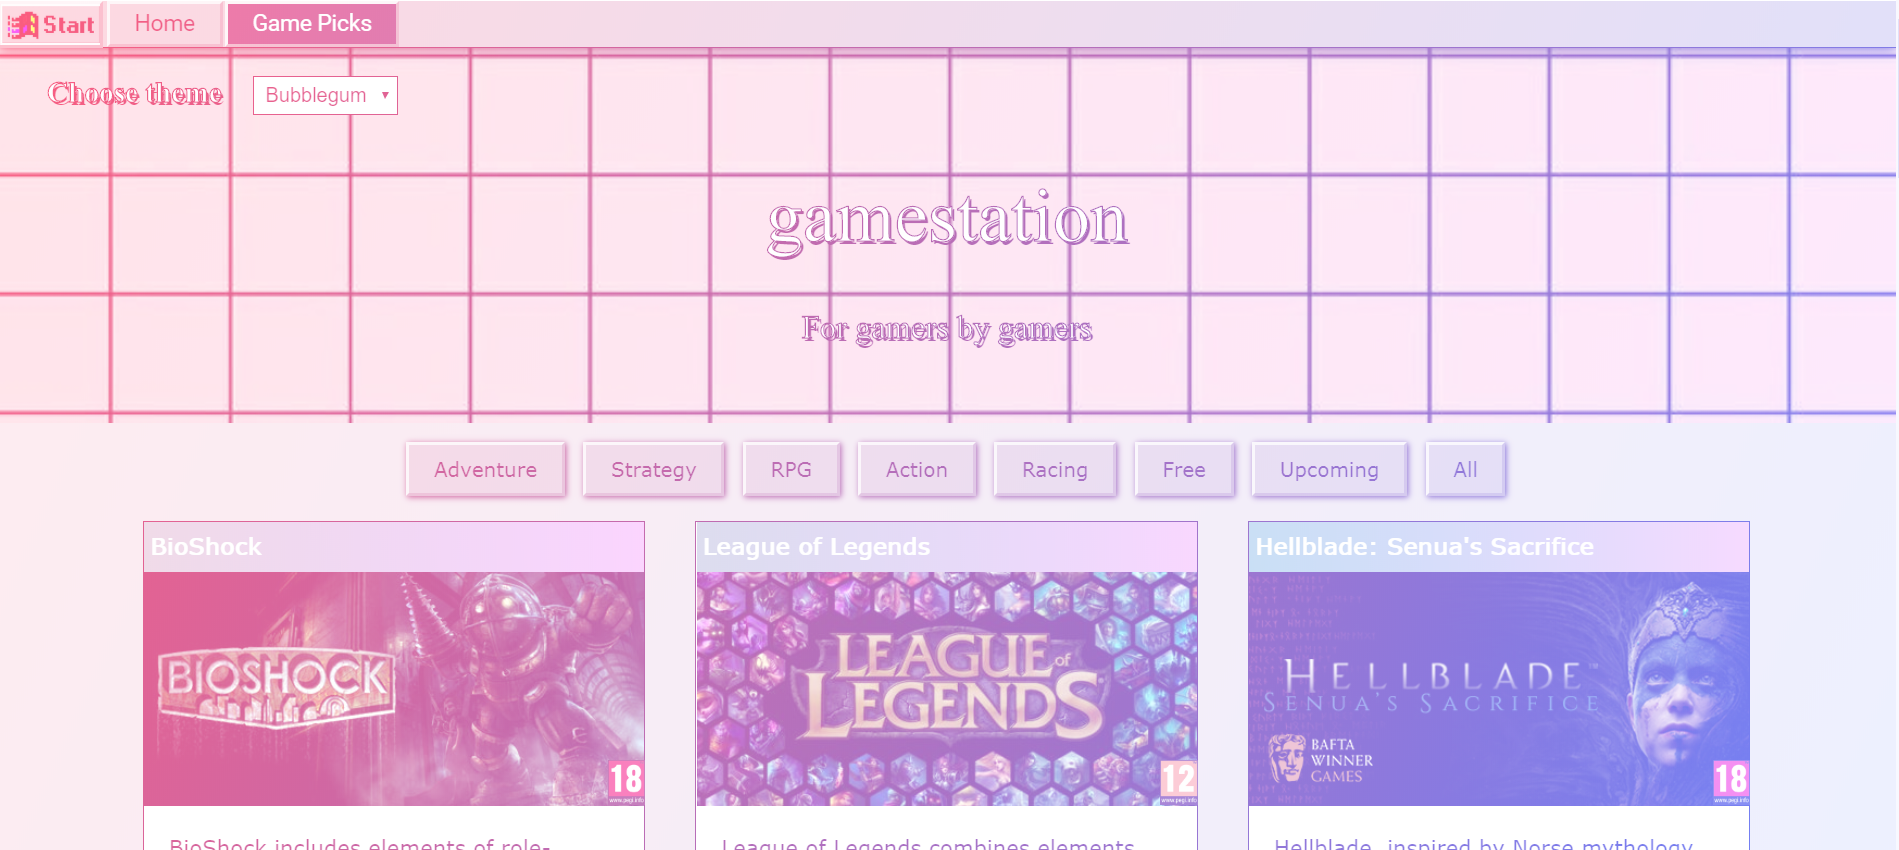 Start Home Game Picks
Choose theme Bubblegum
gamestation
For gamers by gamers
Adventure Strategy RPG Action Racing Free Upcoming All
BioShock
BIOSHOCK
18
www.pegi.info
BioShock includes elements of role-
League of Legends
LEAGUE of
LEGENDS
12
www.pegi.info
League of Legends combines elements
Hellblade: Senua's Sacrifice
HELLBLADE
SENUA'S SACRIFICE
BAFTA
WINNER
GAMES
18
www.pegi.info
Hellblade, inspired by Norse mythology